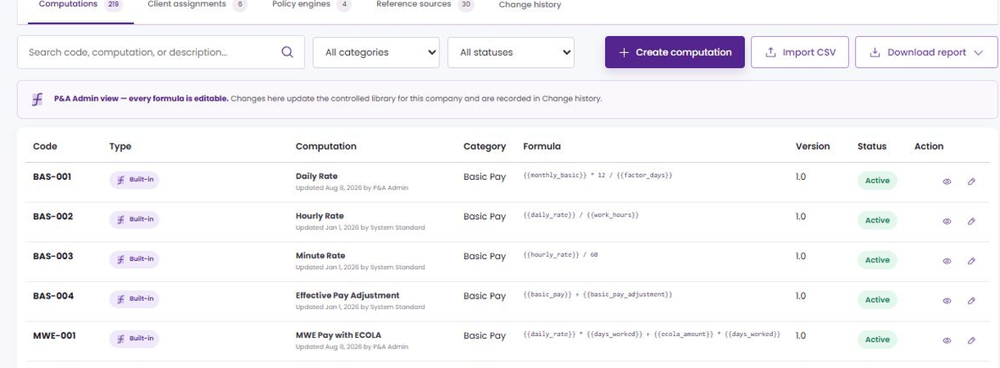 Computations 219 Client assignments 6 Policy engines 4 Reference sources 30 Change history
Search code, computation, or description... All categories All statuses + Create computation Import CSV Download report
P&A Admin view — every formula is editable. Changes here update the controlled library for this company and are recorded in Change history.
Code Type Computation Category Formula Version Status Action
BAS-001 Built-in Daily Rate Basic Pay {{monthly_basic}} * 12 / {{factor_days}} 1.0 Active
Updated Aug 8, 2026 by P&A Admin
BAS-002 Built-in Hourly Rate Basic Pay {{daily_rate}} / {{work_hours}} 1.0 Active
Updated Jan 1, 2026 by System Standard
BAS-003 Built-in Minute Rate Basic Pay {{hourly_rate}} / 60 1.0 Active
Updated Jan 1, 2026 by System Standard
BAS-004 Built-in Effective Pay Adjustment Basic Pay {{basic_pay}} + {{basic_pay_adjustment}} 1.0 Active
Updated Jan 1, 2026 by System Standard
MWE-001 Built-in MWE Pay with ECOLA Basic Pay {{daily_rate}} * {{days_worked}} + {{ecola_amount}} * {{days_worked}} 1.0 Active
Updated Aug 8, 2026 by P&A Admin